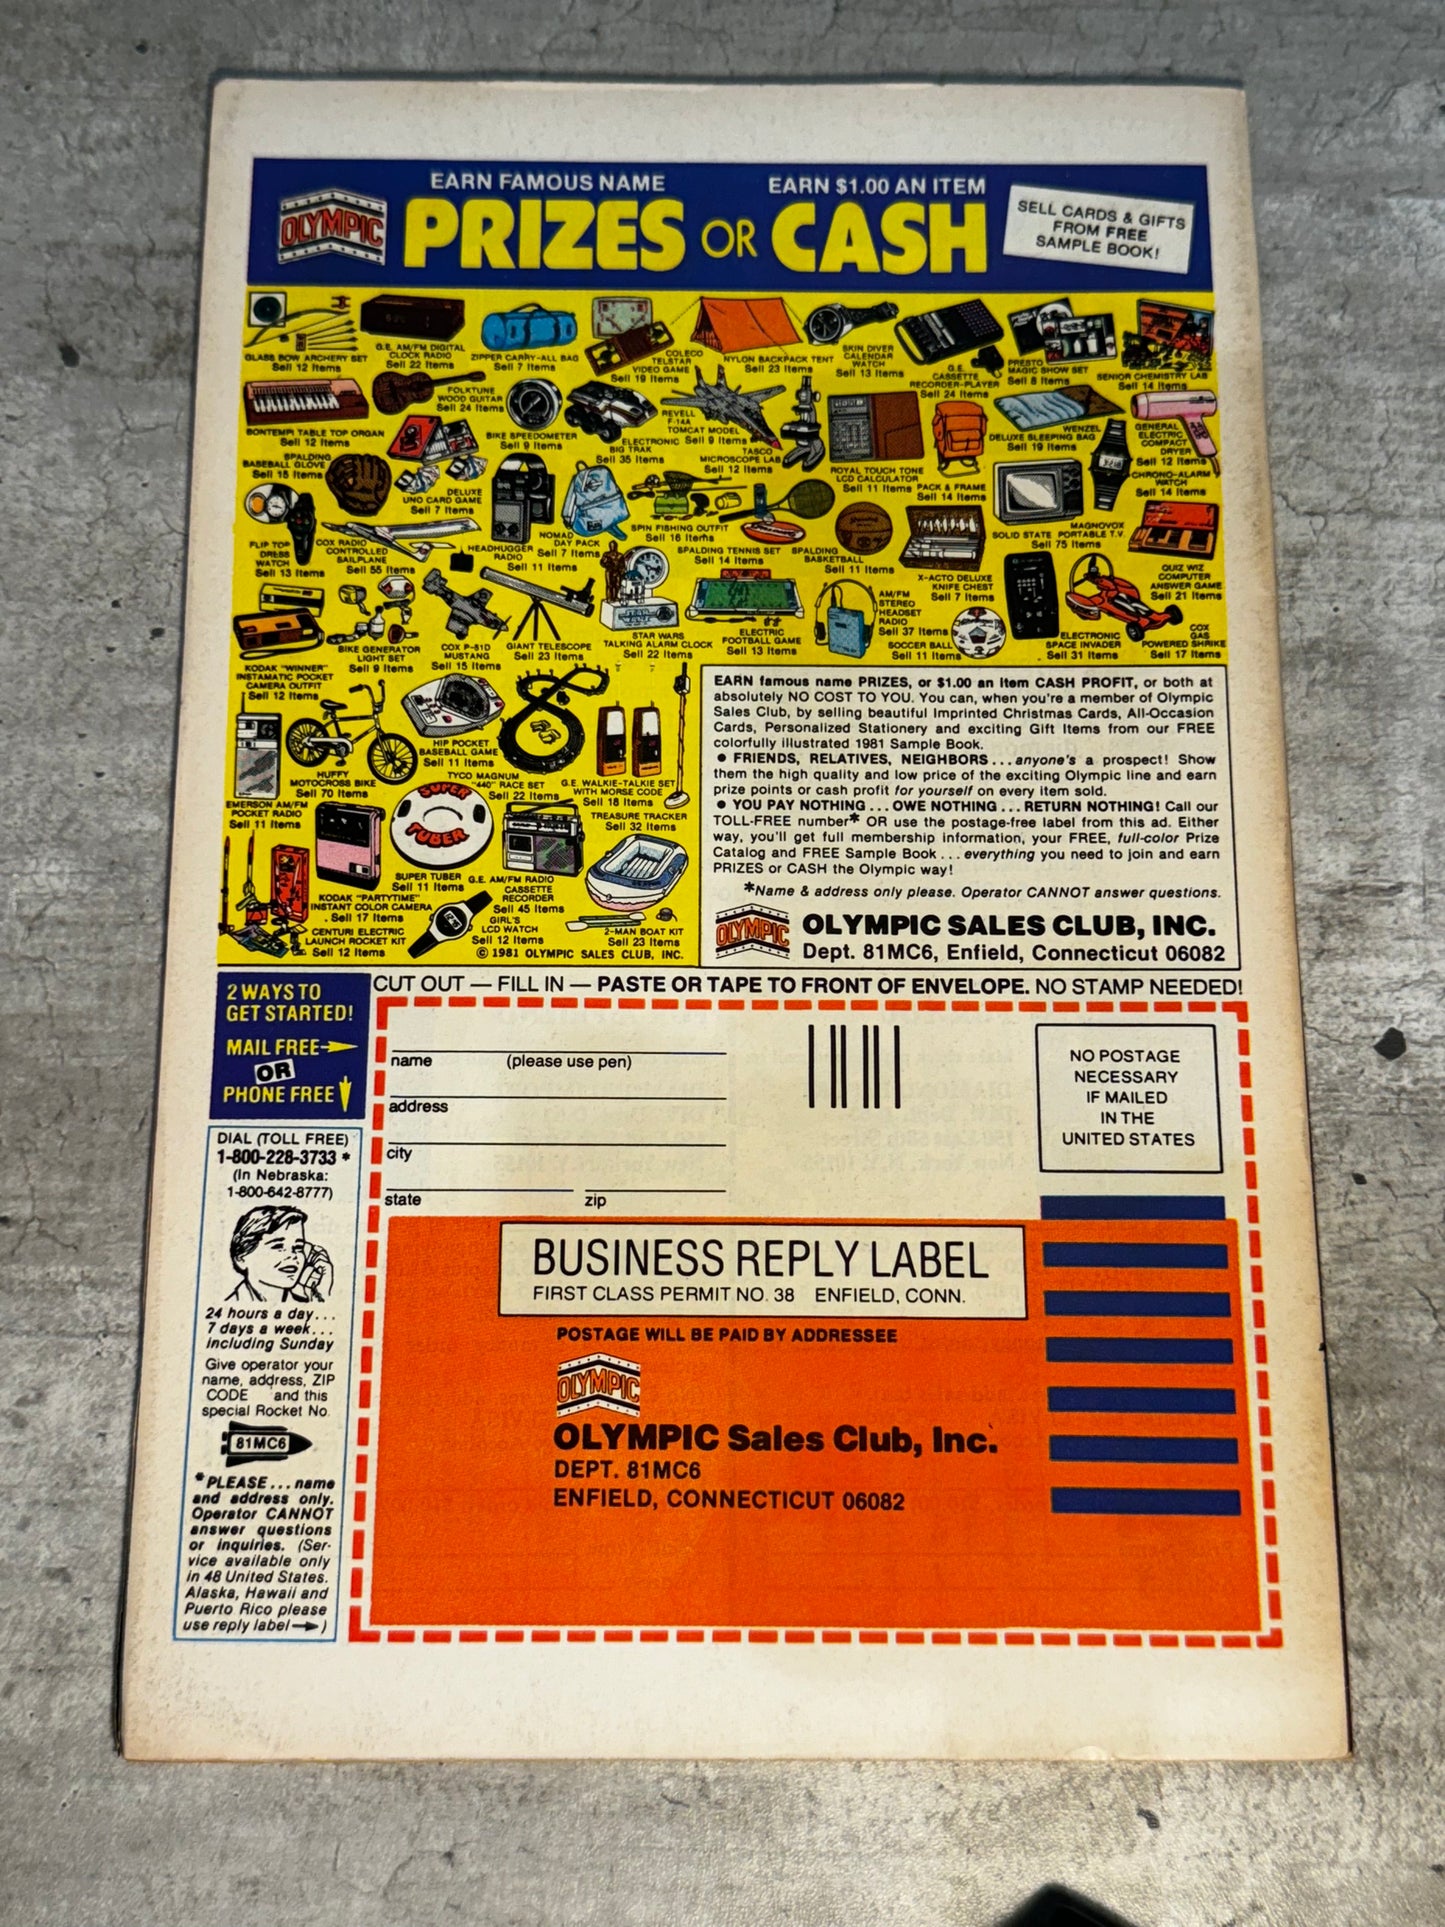 OLYMPIC
EARN FAMOUS NAME
PRIZES OR CASH
EARN $1.00 AN ITEM
SELL CARDS & GIFTS
FROM FREE
SAMPLE BOOK!
GLASS BOW ARCHERY SET
Sell 12 Items
G.E. AM/FM DIGITAL
CLOCK RADIO
Sell 22 Items
ZIPPER CARRY-ALL BAG
Sell 7 Items
COLECO
TELSTAR
VIDEO GAME
Sell 19 Items
NYLON BACKPACK TENT
Sell 23 Items
SKIN DIVER
CALENDAR
WATCH
Sell 13 Items
G.E.
CASSETTE
RECORDER-PLAYER
Sell 24 Items
PRESTO
MAGIC SHOW SET
Sell 8 Items
SENIOR CHEMISTRY LAB
Sell 14 Items
BONTEMPI TABLE TOP ORGAN
Sell 12 Items
FOLKTUNE
WOOD GUITAR
Sell 24 Items
BIKE SPEEDOMETER
Sell 9 Items
ELECTRONIC
BIG TRAK
Sell 35 Items
REVELL
F-14A
TOMCAT MODEL
Sell 9 Items
TASCO
MICROSCOPE LAB
Sell 12 Items
ROYAL TOUCH TONE
LCD CALCULATOR
Sell 11 Items
PACK & FRAME
Sell 14 Items
WENZEL
DELUXE SLEEPING BAG
Sell 19 Items
GENERAL
ELECTRIC
COMPACT
DRYER
Sell 12 Items
SPALDING
BASEBALL GLOVE
Sell 15 Items
DELUXE
UNO CARD GAME
Sell 7 Items
HEADHUGGER
RADIO
Sell 11 Items
NOMAD
DAY PACK
Sell 7 Items
SPIN FISHING OUTFIT
Sell 16 Items
SPALDING TENNIS SET
Sell 14 Items
SPALDING
BASKETBALL
Sell 11 Items
X-ACTO DELUXE
KNIFE CHEST
Sell 7 Items
SOLID STATE
MAGNOVOX
PORTABLE T.V.
Sell 75 Items
CHRONO-ALARM
WATCH
Sell 14 Items
FLIP TOP
DRESS
WATCH
Sell 13 Items
COX RADIO
CONTROLLED
SAILPLANE
Sell 55 Items
QUIZ WIZ
COMPUTER
ANSWER GAME
Sell 21 Items
KODAK "WINNER"
INSTAMATIC POCKET
CAMERA OUTFIT
Sell 12 Items
BIKE GENERATOR
LIGHT SET
Sell 9 Items
COX P-51D
MUSTANG
Sell 15 Items
GIANT TELESCOPE
Sell 23 Items
STAR WARS
STAR WARS
TALKING ALARM CLOCK
Sell 22 Items
ELECTRIC
FOOTBALL GAME
Sell 13 Items
AM/FM
STEREO
HEADSET
RADIO
Sell 37 Items
SOCCER BALL
Sell 11 Items
ELECTRONIC
SPACE INVADER
Sell 31 Items
COX
GAS
POWERED SHRIKE
Sell 17 Items
EMERSON AM/FM
POCKET RADIO
Sell 11 Items
HUFFY
MOTOCROSS BIKE
Sell 70 Items
HIP POCKET
BASEBALL GAME
Sell 11 Items
TYCO MAGNUM
"440" RACE SET
Sell 22 Items
G.E. WALKIE-TALKIE SET
WITH MORSE CODE
Sell 18 Items
TREASURE TRACKER
Sell 32 Items
CENTURI ELECTRIC
LAUNCH ROCKET KIT
Sell 12 Items
KODAK "PARTYTIME"
INSTANT COLOR CAMERA
Sell 17 Items
SUPER
TUBER
SUPER TUBER
Sell 11 Items
G.E. AM/FM RADIO
CASSETTE
RECORDER
Sell 45 Items
GIRL'S
LCD WATCH
Sell 12 Items
2-MAN BOAT KIT
Sell 23 Items
© 1981 OLYMPIC SALES CLUB, INC.
EARN famous name PRIZES, or $1.00 an item CASH PROFIT, or both at
absolutely NO COST TO YOU. You can, when you're a member of Olympic
Sales Club, by selling beautiful Imprinted Christmas Cards, All-Occasion
Cards, Personalized Stationery and exciting Gift Items from our FREE
colorfully illustrated 1981 Sample Book.
• FRIENDS, RELATIVES, NEIGHBORS...anyone's a prospect! Show
them the high quality and low price of the exciting Olympic line and earn
prize points or cash profit for yourself on every item sold.
• YOU PAY NOTHING...OWE NOTHING...RETURN NOTHING! Call our
TOLL-FREE number* OR use the postage-free label from this ad. Either
way, you'll get full membership information, your FREE, full-color Prize
Catalog and FREE Sample Book...everything you need to join and earn
PRIZES or CASH the Olympic way!
*Name & address only please. Operator CANNOT answer questions.
OLYMPIC
OLYMPIC SALES CLUB, INC.
Dept. 81MC6, Enfield, Connecticut 06082
2 WAYS TO
GET STARTED!
MAIL FREE
OR
PHONE FREE
CUT OUT — FILL IN — PASTE OR TAPE TO FRONT OF ENVELOPE. NO STAMP NEEDED!
DIAL (TOLL FREE)
1-800-228-3733 *
(In Nebraska:
1-800-642-8777)
24 hours a day...
7 days a week...
including Sunday
Give operator your
name, address, ZIP
CODE and this
special Rocket No.
81MC6
*PLEASE...name
and address only.
Operator CANNOT
answer questions
or inquiries. (Ser-
vice available only
in 48 United States.
Alaska, Hawaii and
Puerto Rico please
use reply label→)
name (please use pen)
address
city
state zip
NO POSTAGE
NECESSARY
IF MAILED
IN THE
UNITED STATES
BUSINESS REPLY LABEL
FIRST CLASS PERMIT NO. 38 ENFIELD, CONN.
POSTAGE WILL BE PAID BY ADDRESSEE
OLYMPIC
OLYMPIC Sales Club, Inc.
DEPT. 81MC6
ENFIELD, CONNECTICUT 06082